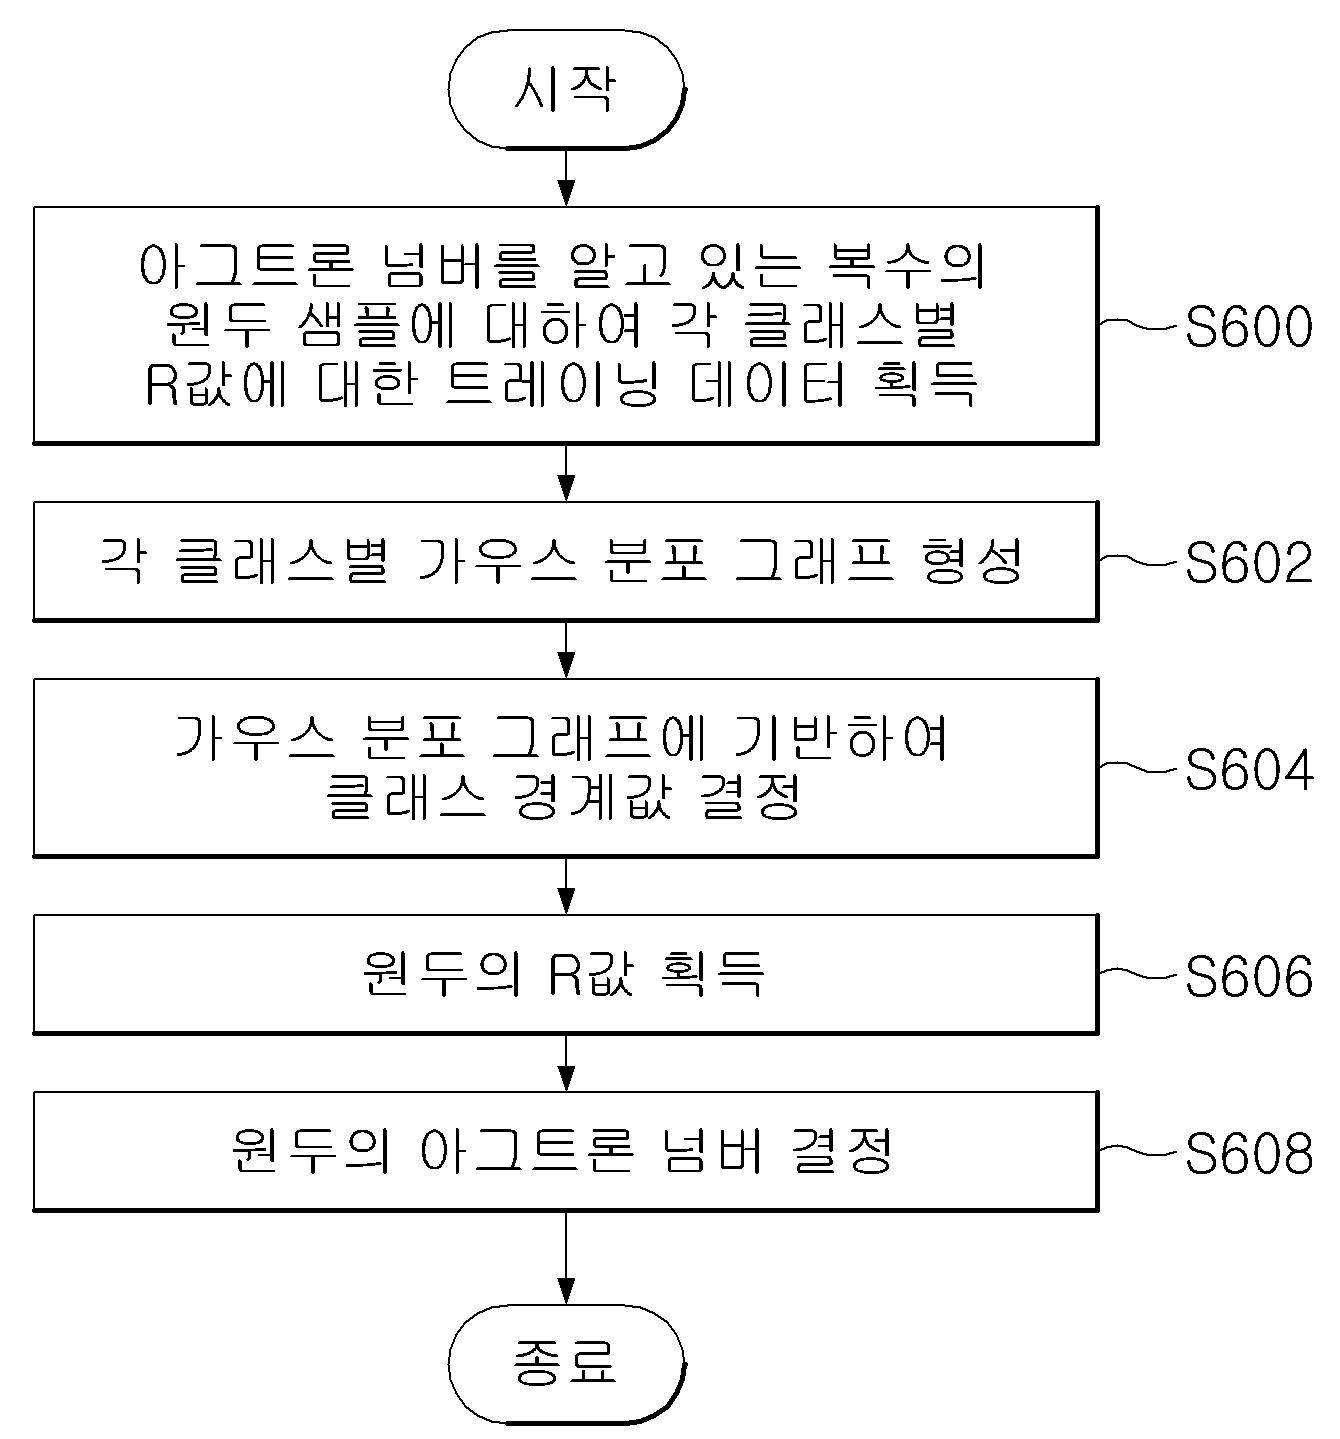 시작
아그트론 넘버를 알고 있는 복수의
원두 샘플에 대하여 각 클래스별
R값에 대한 트레이닝 데이터 획득
S600
각 클래스별 가우스 분포 그래프 형성
S602
가우스 분포 그래프에 기반하여
클래스 경계값 결정
S604
원두의 R값 획득
S606
원두의 아그트론 넘버 결정
S608
종료